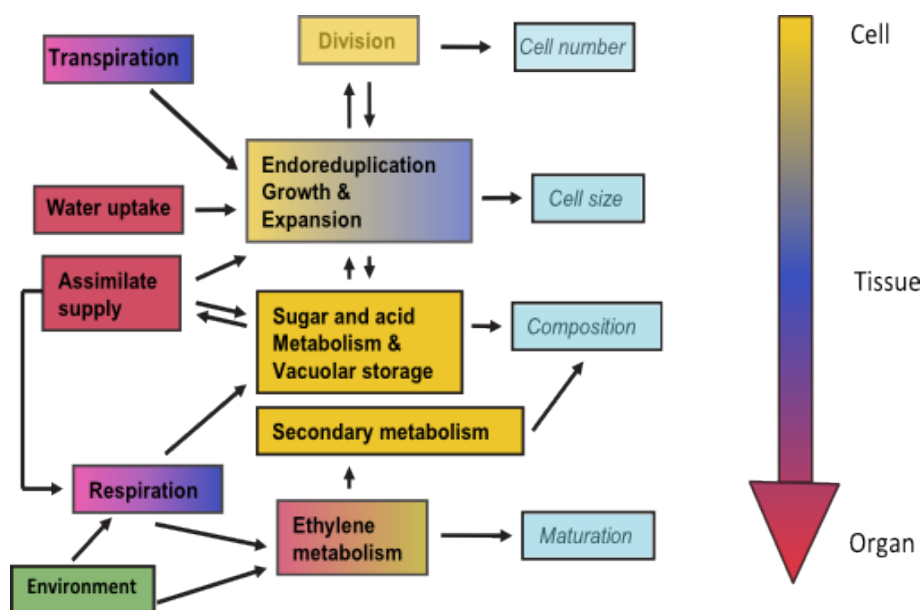 Division
Cell number
Cell
Transpiration
Endoreduplication
Growth &
Expansion
Water uptake
Cell size
Assimilate
supply
Tissue
Sugar and acid
Metabolism &
Vacuolar storage
Composition
Secondary metabolism
Respiration
Ethylene
metabolism
Maturation
Organ
Environment